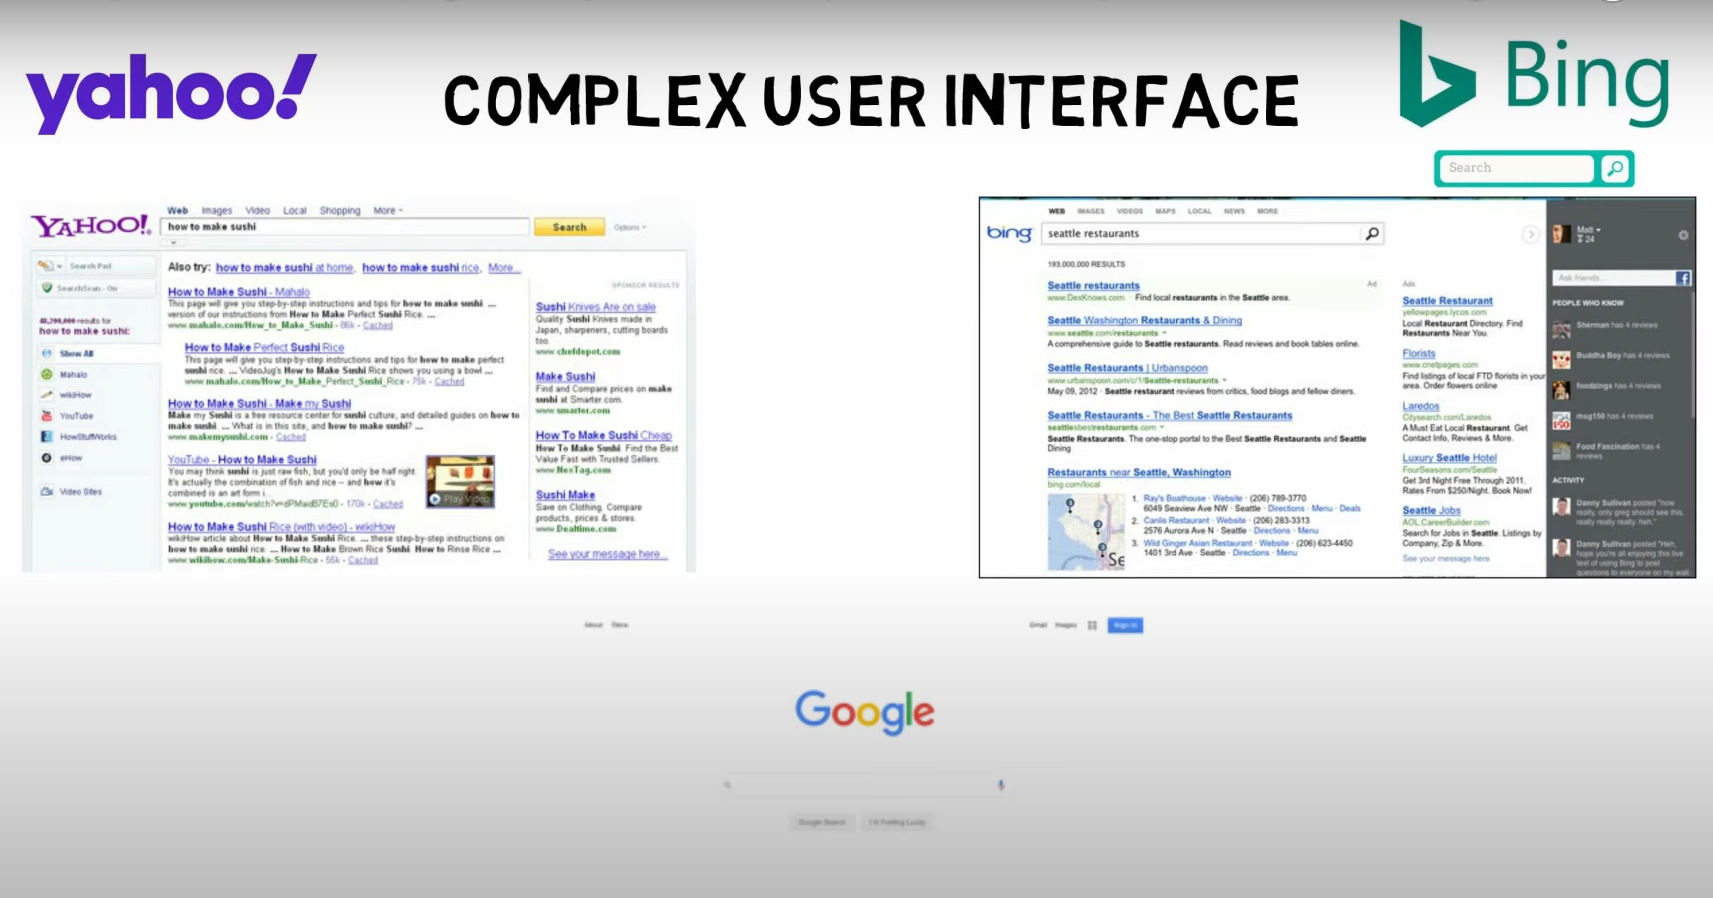 yahoo!
COMPLEX USER INTERFACE
Bing
Search
YAHOO!
Web Images Video Local Shopping More
how to make sushi
Search
Options
Search Pad
SearchScan - On
results for
how to make sushi:
Show All
Mahalo
wikiHow
YouTube
HowStuffWorks
eHow
Video Sites
Also try: how to make sushi at home, how to make sushi rice, More...
How to Make Sushi - Mahalo
This page will give you step-by-step instructions and tips for how to make sushi. ...
version of our instructions from How to Make Perfect Sushi Rice. ...
www.mahalo.com/How_to_Make_Sushi - 86k - Cached
How to Make Perfect Sushi Rice
This page will give you step-by-step instructions and tips for how to make perfect
sushi rice. ... VideoJug's How to Make Sushi Rice shows you using a bowl ...
www.mahalo.com/How_to_Make_Perfect_Sushi_Rice - 75k - Cached
How to Make Sushi - Make my Sushi
Make my Sushi is a free resource center for sushi culture, and detailed guides on how to
make sushi ... What is in this site, and how to make sushi? ...
www.makemysushi.com - Cached
YouTube - How to Make Sushi
You may think sushi is just raw fish, but you'd only be half right.
It's actually the combination of fish and rice -- and how it's
combined is an art form i...
www.youtube.com/watch?v=dPMaid87Es0 - 170k - Cached
Play Video
How to Make Sushi Rice (with video) - wikiHow
wikiHow article about How to Make Sushi Rice. ... these step-by-step instructions on
how to make sushi rice. ... How to Make Brown Rice Sushi. How to Rinse Rice ...
www.wikihow.com/Make-Sushi-Rice - 55k - Cached
SPONSOR RESULTS
Sushi Knives Are on sale
Quality Sushi Knives made in
Japan, sharpeners, cutting boards
too.
www.chefdepot.com
Make Sushi
Find and Compare prices on make
sushi at Smarter.com.
www.smarter.com
How To Make Sushi Cheap
How To Make Sushi. Find the Best
Value Fast with Trusted Sellers.
www.NexTag.com
Sushi Make
Save on Clothing. Compare
products, prices & stores.
www.Dealtime.com
See your message here...
WEB IMAGES VIDEOS MAPS LOCAL NEWS MORE
bing
seattle restaurants
193,000,000 RESULTS
Seattle restaurants
Ad
www.DexKnows.com · Find local restaurants in the Seattle area.
Seattle Washington Restaurants & Dining
www.seattle.com/restaurants
A comprehensive guide to Seattle restaurants. Read reviews and book tables online.
Seattle Restaurants | Urbanspoon
www.urbanspoon.com/c/1/Seattle-restaurants
May 09, 2012 · Seattle restaurant reviews from critics, food blogs and fellow diners.
Seattle Restaurants - The Best Seattle Restaurants
seattlesbestrestaurants.com
Seattle Restaurants. The one-stop portal to the Best Seattle Restaurants and Seattle
Dining
Restaurants near Seattle, Washington
bing.com/local
Se
1. Ray's Boathouse · Website · (206) 789-3770
6049 Seaview Ave NW · Seattle · Directions · Menu · Deals
2. Canlis Restaurant · Website · (206) 283-3313
2576 Aurora Ave N · Seattle · Directions · Menu
3. Wild Ginger Asian Restaurant · Website · (206) 623-4450
1401 3rd Ave · Seattle · Directions · Menu
Ads
Seattle Restaurant
yellowpages.lycos.com
Local Restaurant Directory. Find
Restaurants Near You.
Florists
www.cnetpages.com
Find listings of local FTD florists in your
area. Order flowers online
Laredos
Citysearch.com/Laredos
A Must Eat Local Restaurant. Get
Contact Info, Reviews & More.
Luxury Seattle Hotel
FourSeasons.com/Seattle
Get 3rd Night Free Through 2011.
Rates From $250/Night. Book Now!
Seattle Jobs
AOL.CareerBuilder.com
Search for Jobs in Seattle. Listings by
Company, Zip & More.
See your message here
Matt
24
Ask friends...
PEOPLE WHO KNOW
Sherman has 4 reviews
Buddha Boy has 4 reviews
foodzings has 4 reviews
msg150 has 4 reviews
Food Fascination has 4
reviews
ACTIVITY
Danny Sullivan posted "now
really, only greg should see this.
really really really. heh."
Danny Sullivan posted "Heh,
hope you're all enjoying this live
test of using Bing to post
questions to everyone on my wall.
About Store
Gmail Images
Sign in
Google
Google Search
I'm Feeling Lucky